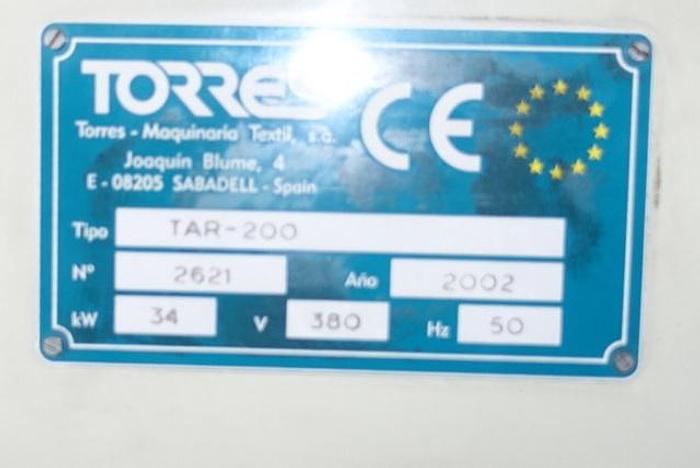 TORRES CE
Torres - Maquinaria Textil, s.a.
Joaquín Blume, 4
E - 08205 SABADELL - Spain
Tipo TAR-200
Nº 2621 Año 2002
kW 34 V 380 Hz 50